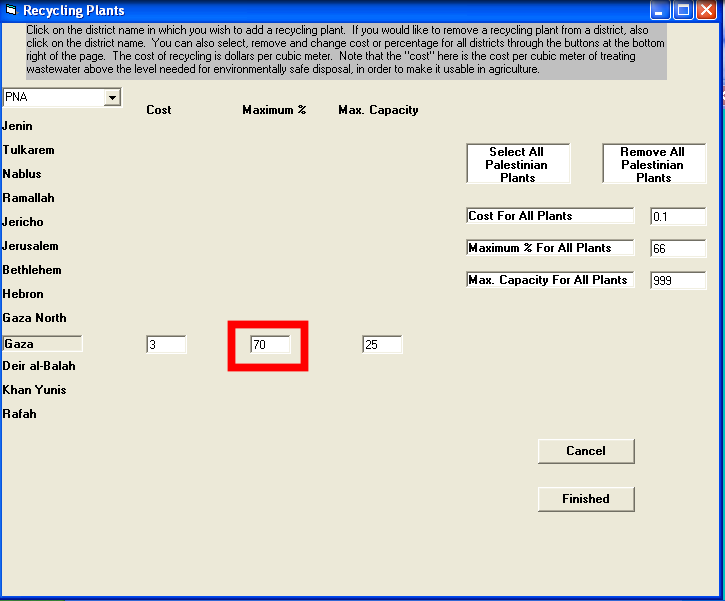 Recycling Plants
Click on the district name in which you wish to add a recycling plant.  If you would like to remove a recycling plant from a district, also
click on the district name.  You can also select, remove and change cost or percentage for all districts through the buttons at the bottom
right of the page.  The cost of recycling is dollars per cubic meter.  Note that the "cost" here is the cost per cubic meter of treating
wastewater above the level needed for environmentally safe disposal, in order to make it usable in agriculture.
PNA
Cost Maximum % Max. Capacity
Jenin
Tulkarem
Nablus
Ramallah
Jericho
Jerusalem
Bethlehem
Hebron
Gaza North
Gaza 3 70 25
Deir al-Balah
Khan Yunis
Rafah
Select All
Palestinian
Plants
Remove All
Palestinian
Plants
Cost For All Plants 0.1
Maximum % For All Plants 66
Max. Capacity For All Plants 999
Cancel
Finished